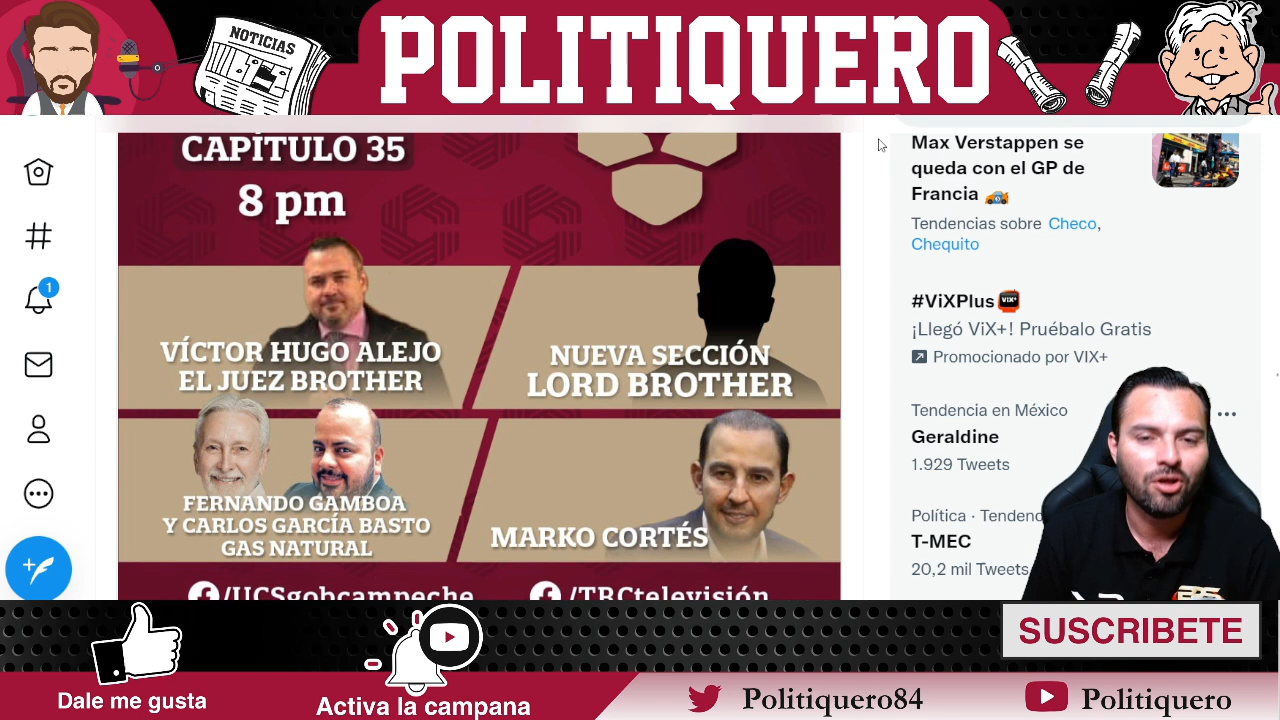 NOTICIAS
POLITIQUERO
CAPÍTULO 35
8 pm
VÍCTOR HUGO ALEJO
EL JUEZ BROTHER
NUEVA SECCIÓN
LORD BROTHER
FERNANDO GAMBOA
Y CARLOS GARCÍA BASTO
GAS NATURAL
MARKO CORTÉS
/UCSgobcampeche
/TRCtelevisión
1
Max Verstappen se
queda con el GP de
Francia
Tendencias sobre Checo,
Chequito
#ViXPlus
¡Llegó ViX+! Pruébalo Gratis
Promocionado por VIX+
Tendencia en México
Geraldine
1.929 Tweets
Política · Tendenc
T-MEC
20,2 mil Tweets
SUSCRIBETE
Dale me gusta
Activa la campana
Politiquero84
Politiquero